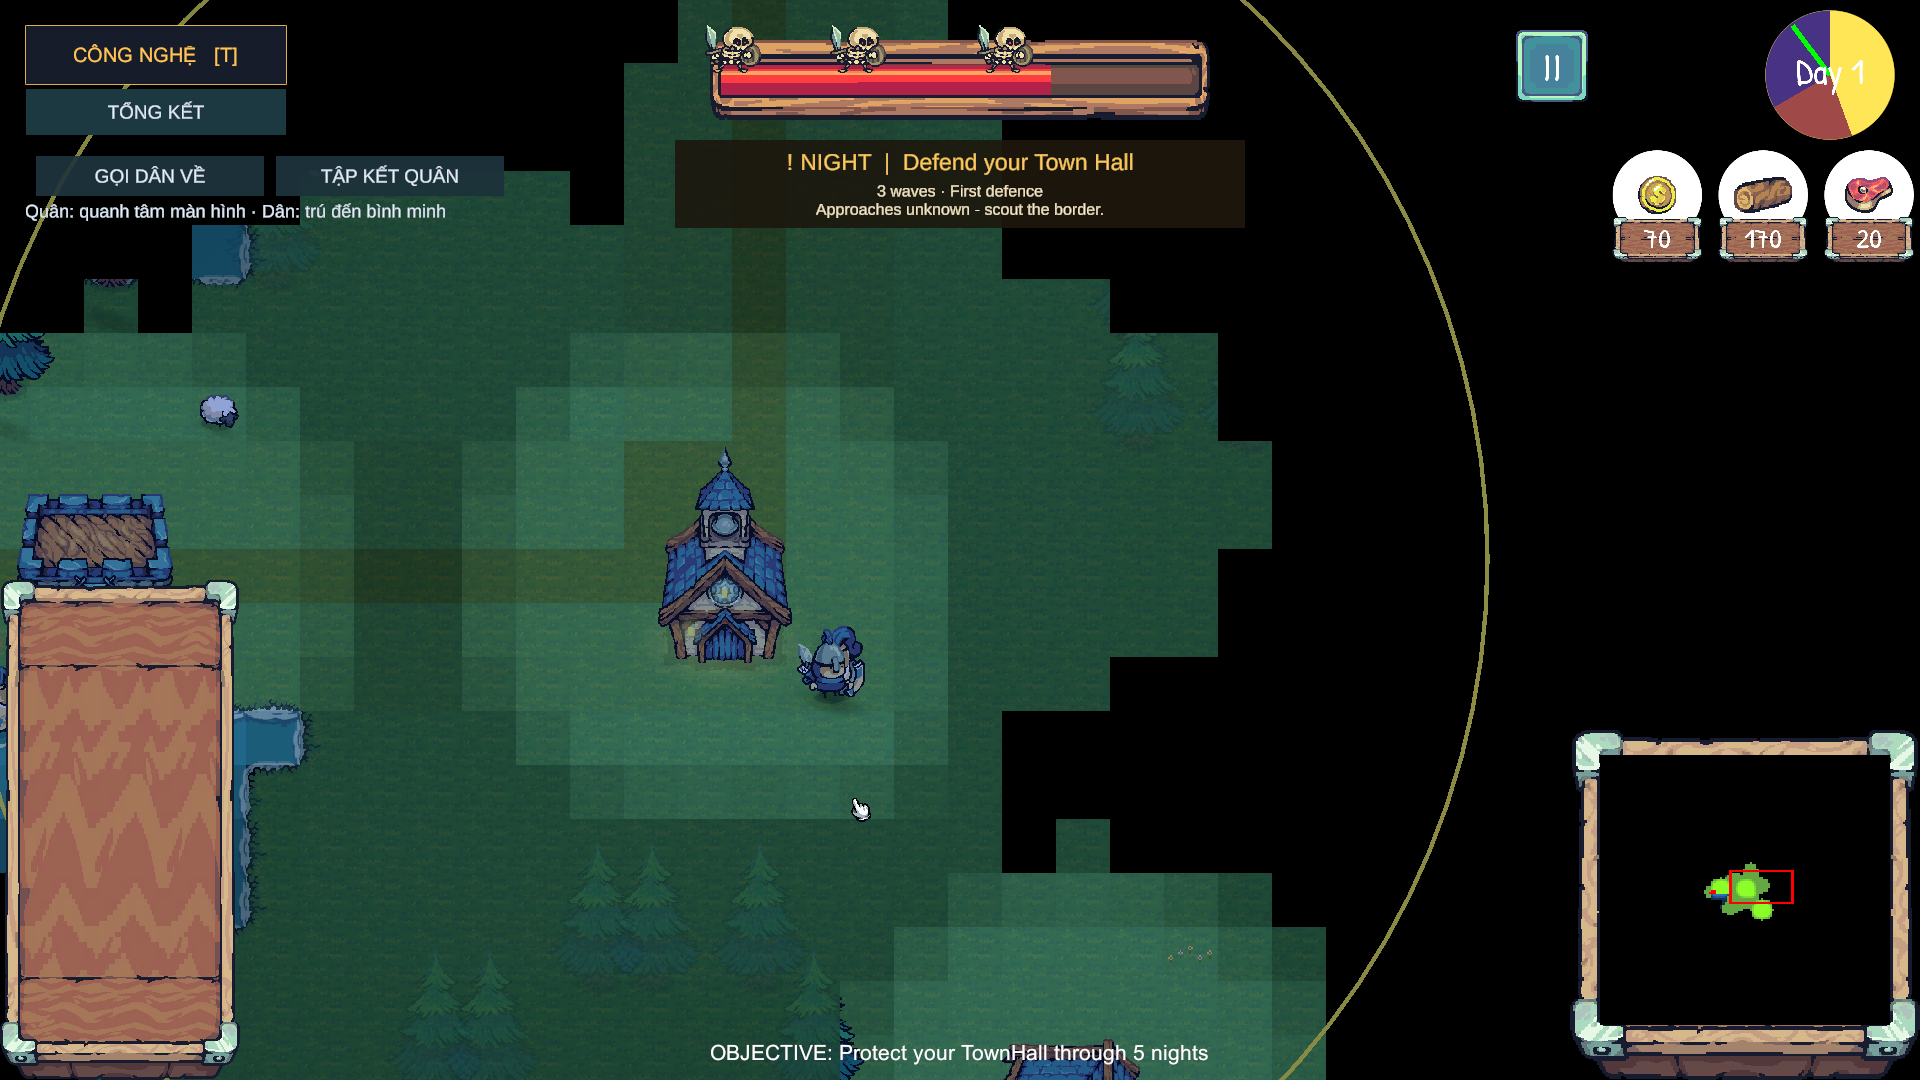 CÔNG NGHỆ [T]
TỔNG KẾT
GỌI DÂN VỀ
TẬP KẾT QUÂN
Quân: quanh tâm màn hình · Dân: trú đến bình minh
! NIGHT | Defend your Town Hall
3 waves · First defence
Approaches unknown - scout the border.
Day 1
70
170
20
OBJECTIVE: Protect your TownHall through 5 nights